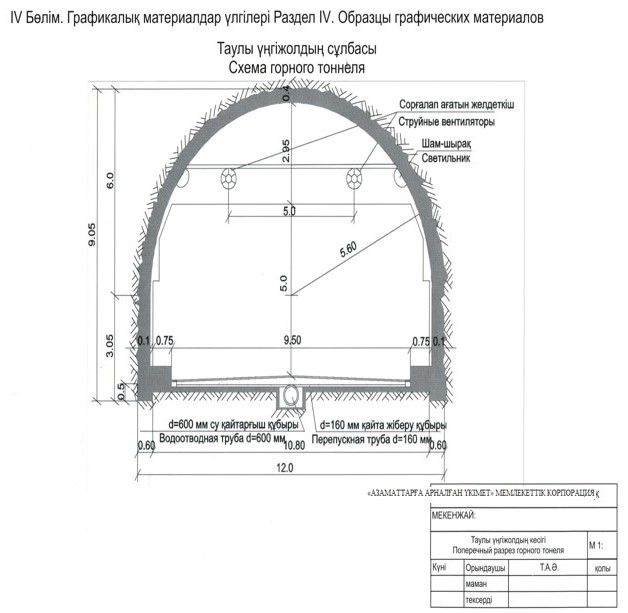 IV Бөлім. Графикалық материалдар үлгілері Раздел IV. Образцы графических материалов
Таулы үңгіжолдың сұлбасы
Схема горного тоннеля
0.4
Сорғалап ағатын желдеткіш
Струйные вентиляторы
2.95
Шам-шырақ
Светильник
6.0
5.0
9.05
5.60
5.0
3.05
0.1
0.75
9.50
0.75
0.1
0.5
d=600 мм су қайтарғыш құбыры
d=160 мм қайта жіберу құбыры
Водоотводная труба d=600 мм
Перепускная труба d=160 мм
0.60
10.80
0.60
12.0
«АЗАМАТТАРҒА АРНАЛҒАН ҮКІМЕТ» МЕМЛЕКЕТТІК КОРПОРАЦИЯ Қ
МЕКЕНЖАЙ:
Таулы үңгіжолдың кесігі
Поперечный разрез горного тонеля
М 1:
Күні
Орындаушы
Т.А.Ә.
қолы
маман
тексерді